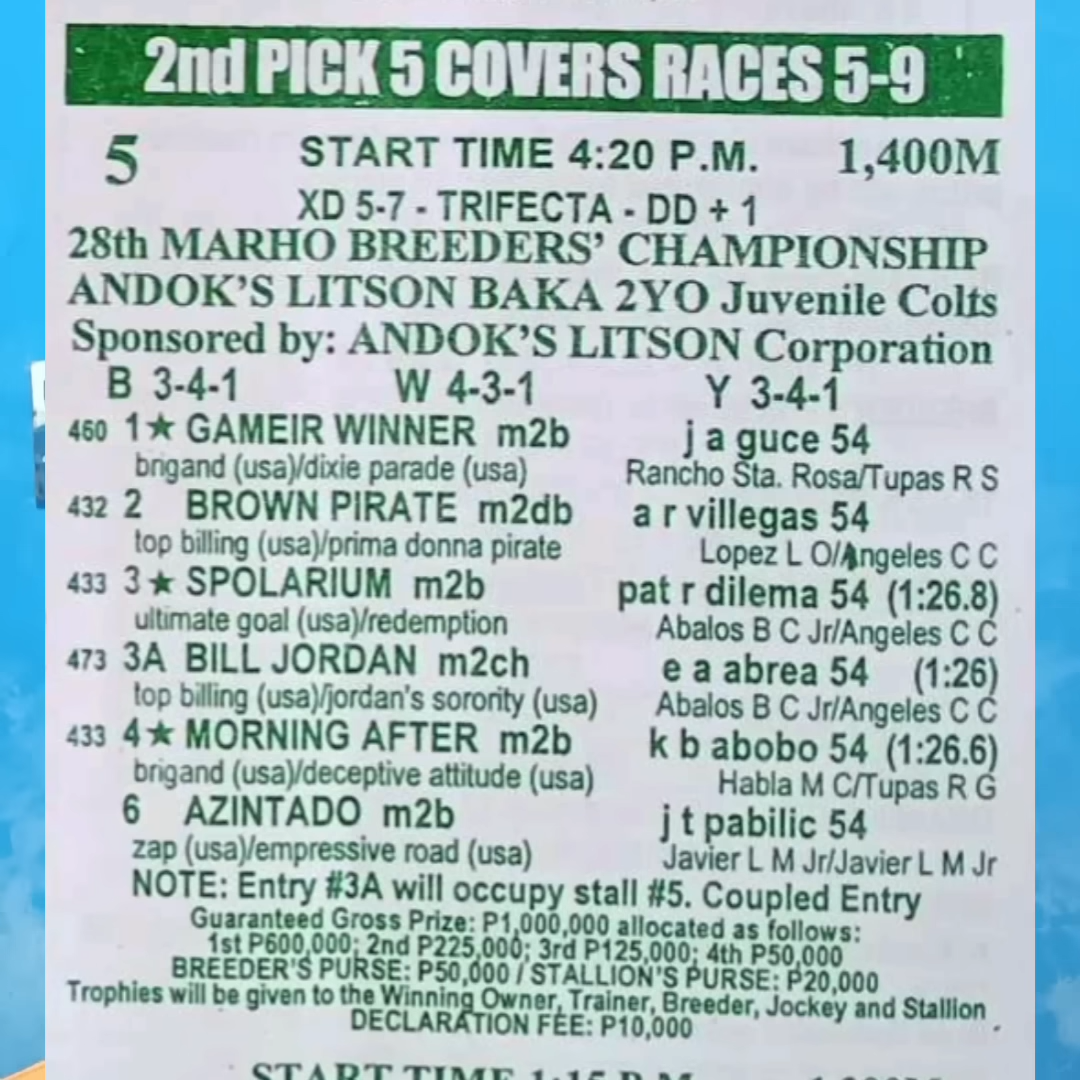 2nd PICK 5 COVERS RACES 5-9
5 START TIME 4:20 P.M. 1,400M
XD 5-7 - TRIFECTA - DD + 1
28th MARHO BREEDERS' CHAMPIONSHIP
ANDOK'S LITSON BAKA 2YO Juvenile Colts
Sponsored by: ANDOK'S LITSON Corporation
B 3-4-1 W 4-3-1 Y 3-4-1
460 1★ GAMEIR WINNER m2b j a guce 54
brigand (usa)/dixie parade (usa) Rancho Sta. Rosa/Tupas R S
432 2 BROWN PIRATE m2db a r villegas 54
top billing (usa)/prima donna pirate Lopez L O/Angeles C C
433 3★ SPOLARIUM m2b pat r dilema 54 (1:26.8)
ultimate goal (usa)/redemption Abalos B C Jr/Angeles C C
473 3A BILL JORDAN m2ch e a abrea 54 (1:26)
top billing (usa)/jordan's sorority (usa) Abalos B C Jr/Angeles C C
433 4★ MORNING AFTER m2b k b abobo 54 (1:26.6)
brigand (usa)/deceptive attitude (usa) Habla M C/Tupas R G
6 AZINTADO m2b j t pabilic 54
zap (usa)/empressive road (usa) Javier L M Jr/Javier L M Jr
NOTE: Entry #3A will occupy stall #5. Coupled Entry
Guaranteed Gross Prize: P1,000,000 allocated as follows:
1st P600,000; 2nd P225,000; 3rd P125,000; 4th P50,000
BREEDER'S PURSE: P50,000 / STALLION'S PURSE: P20,000
Trophies will be given to the Winning Owner, Trainer, Breeder, Jockey and Stallion
DECLARATION FEE: P10,000
START TIME